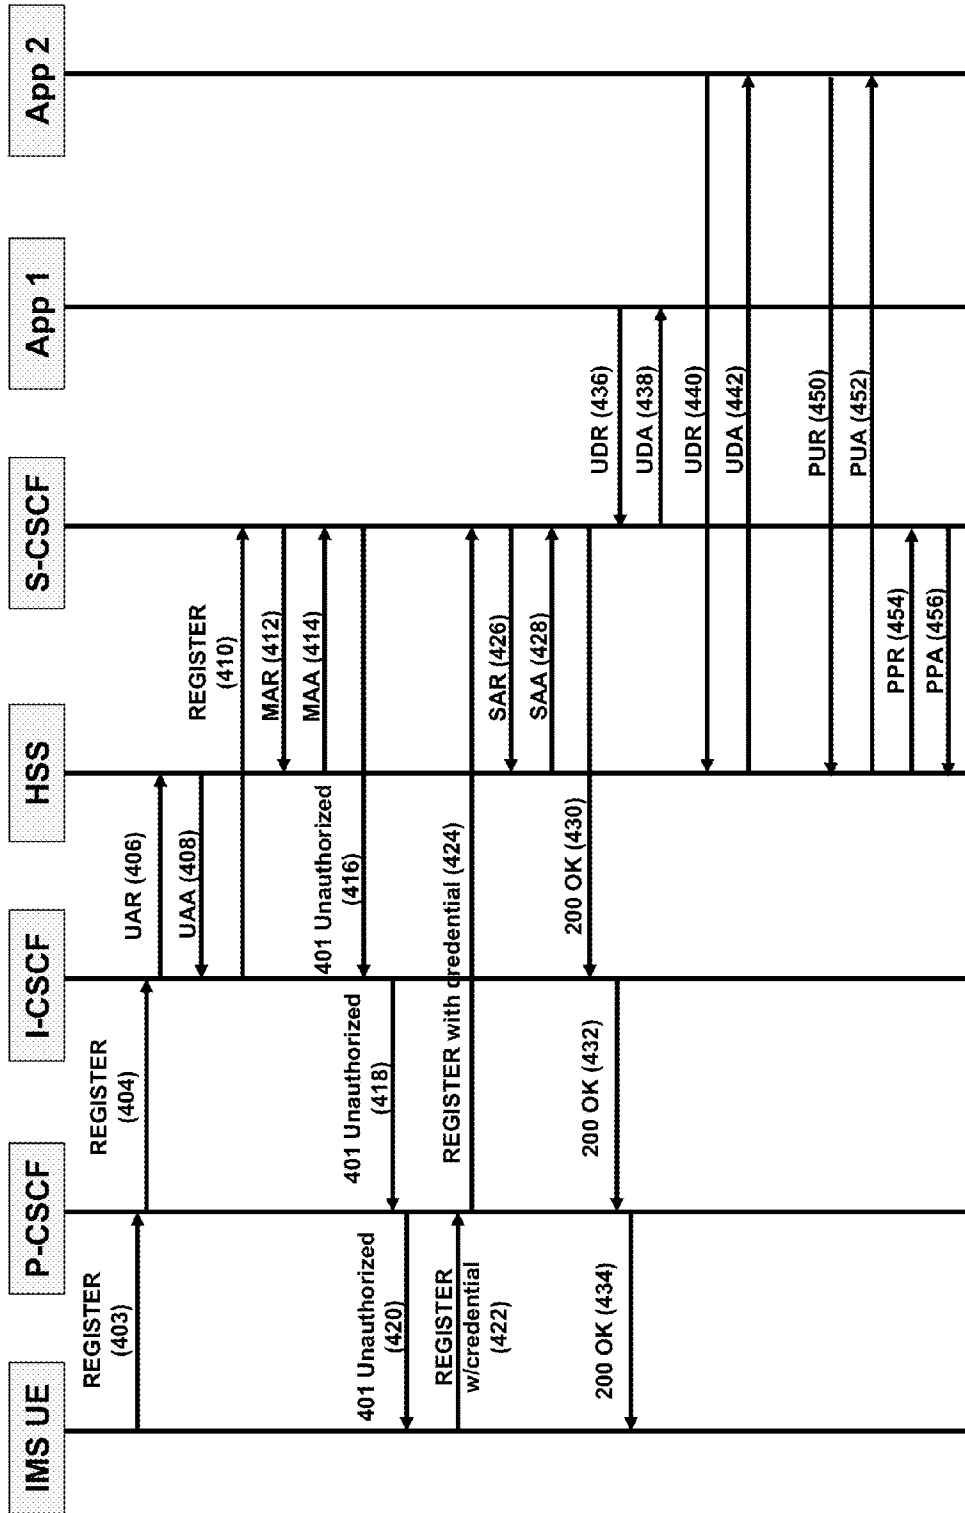 IMS UE
P-CSCF
I-CSCF
HSS
S-CSCF
App 1
App 2
REGISTER
(403)
REGISTER
(404)
UAR (406)
UAA (408)
REGISTER
(410)
MAR (412)
MAA (414)
401 Unauthorized
(416)
401 Unauthorized
(418)
401 Unauthorized
(420)
REGISTER
w/credential
(422)
REGISTER with credential (424)
SAR (426)
SAA (428)
200 OK (430)
200 OK (432)
200 OK (434)
UDR (436)
UDA (438)
UDR (440)
UDA (442)
PUR (450)
PUA (452)
PPR (454)
PPA (456)